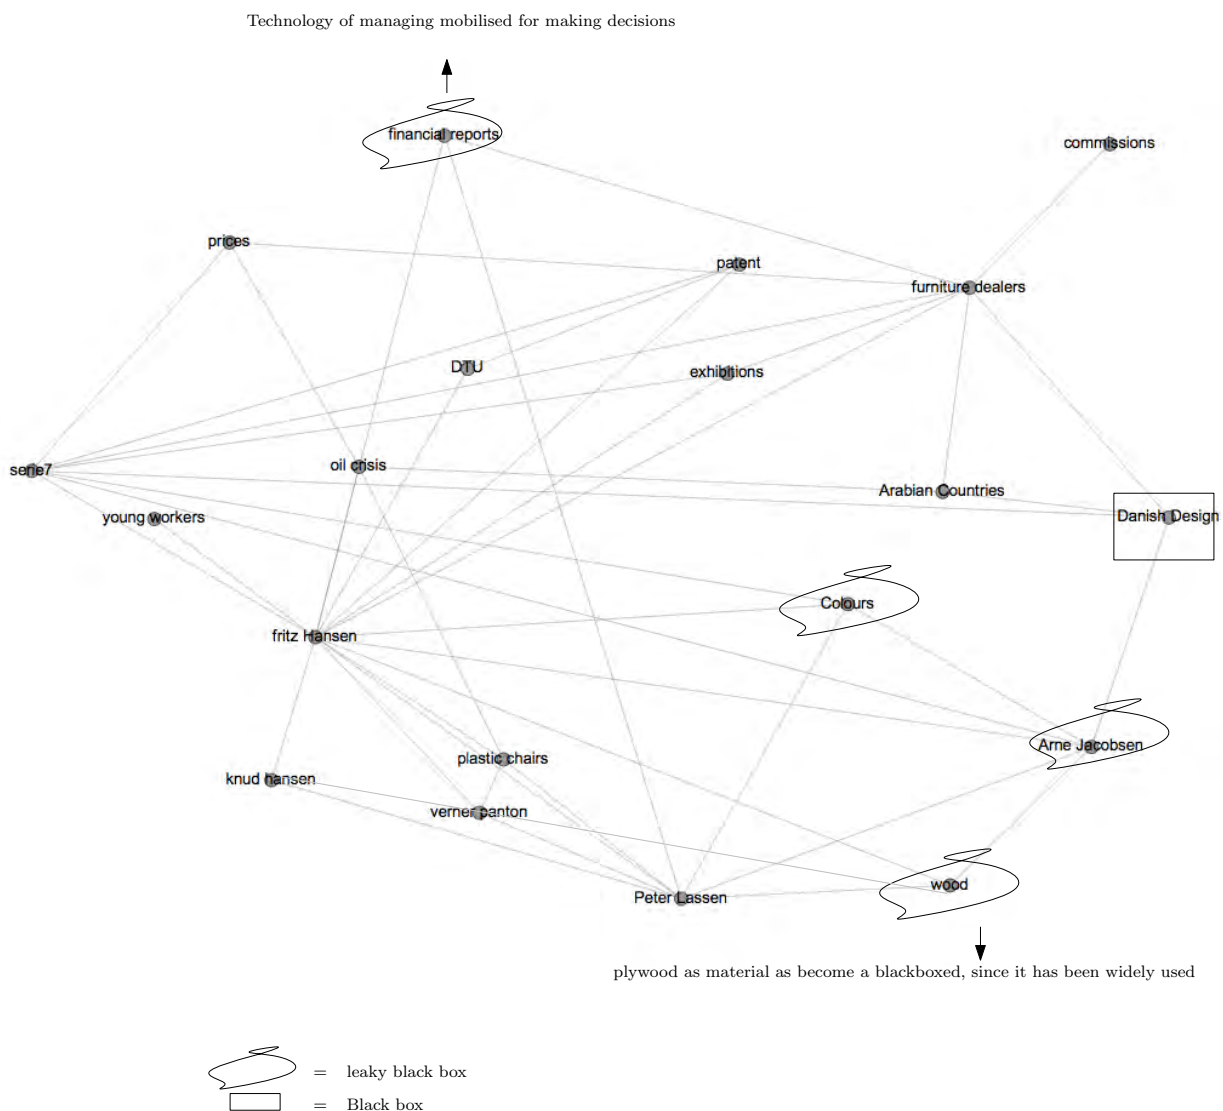 Technology of managing mobilised for making decisions
financial reports
commissions
prices
patent
furniture dealers
DTU
exhibitions
serie7
oil crisis
Arabian Countries
young workers
Danish Design
Colours
fritz Hansen
Arne Jacobsen
plastic chairs
knud hansen
verner panton
wood
Peter Lassen
plywood as material as become a blackboxed, since it has been widely used
= leaky black box
= Black box